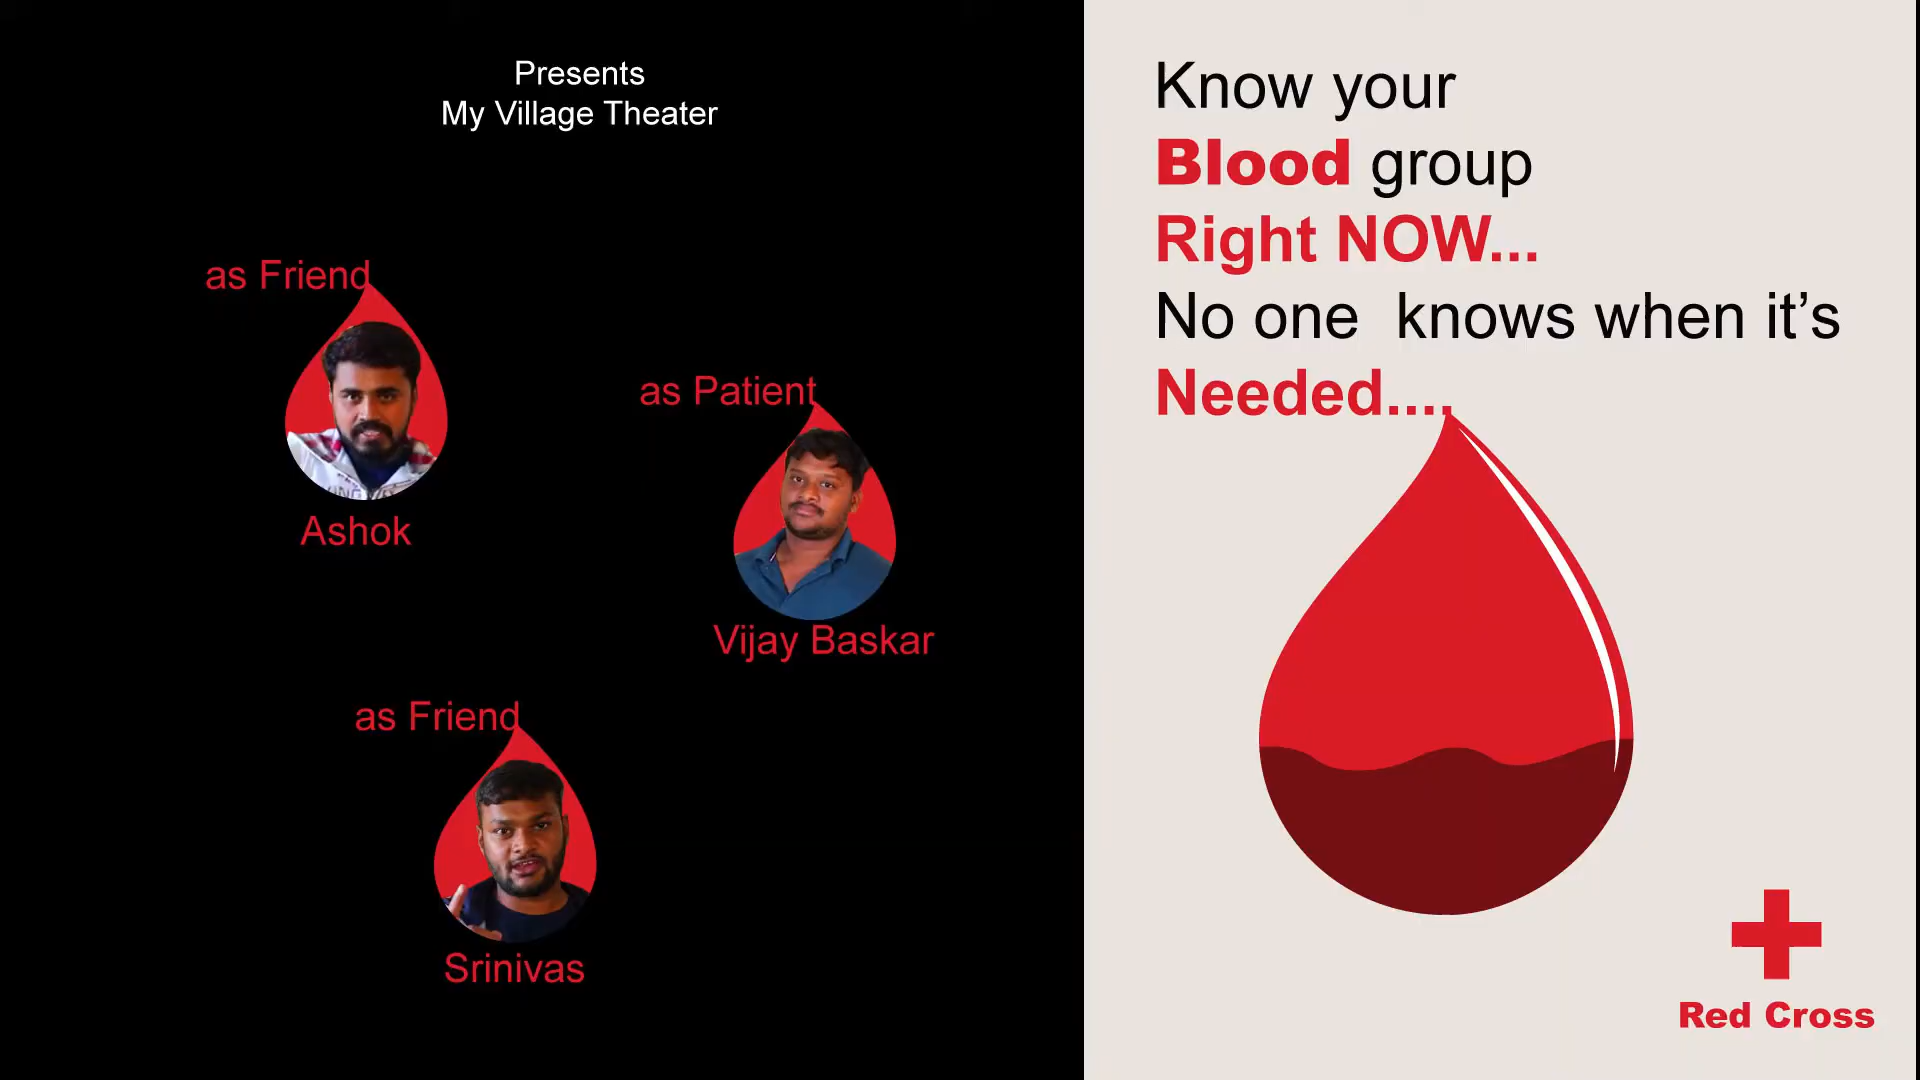 Presents
My Village Theater
as Friend
Ashok
as Patient
Vijay Baskar
as Friend
Srinivas
Know your
Blood group
Right NOW...
No one  knows when it’s
Needed....
Red Cross